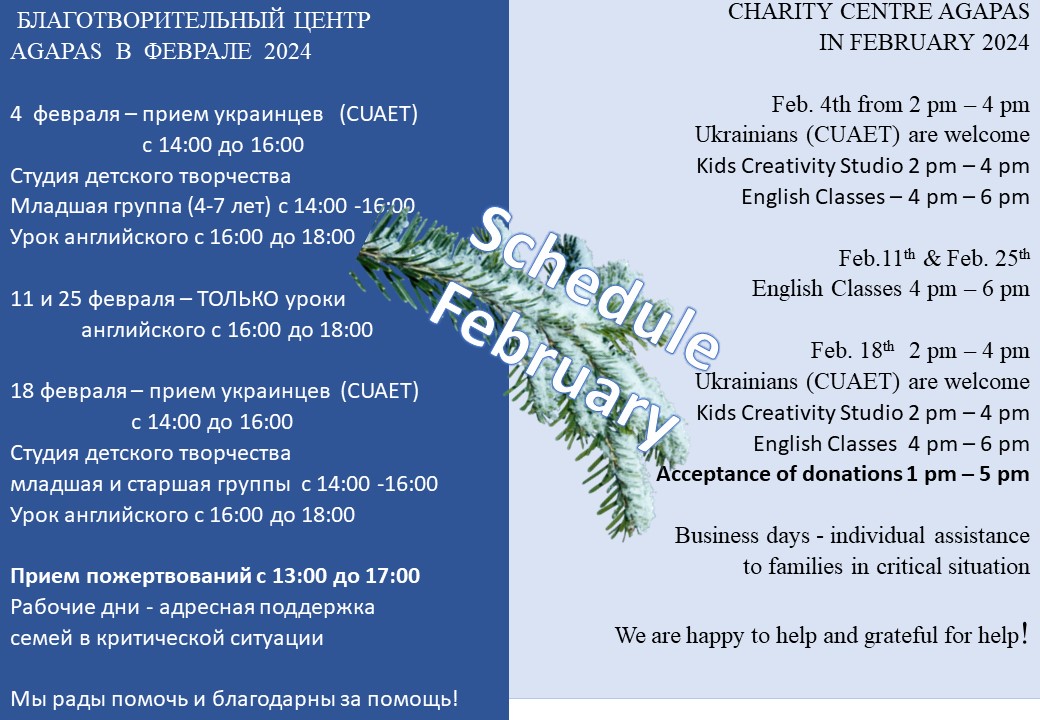 БЛАГОТВОРИТЕЛЬНЫЙ ЦЕНТР
AGAPAS В ФЕВРАЛЕ 2024
4 февраля – прием украинцев (CUAET)
с 14:00 до 16:00
Студия детского творчества
Младшая группа (4-7 лет) с 14:00 -16:00
Урок английского с 16:00 до 18:00
11 и 25 февраля – ТОЛЬКО уроки
английского с 16:00 до 18:00
18 февраля – прием украинцев (CUAET)
с 14:00 до 16:00
Студия детского творчества
младшая и старшая группы с 14:00 -16:00
Урок английского с 16:00 до 18:00
Прием пожертвований с 13:00 до 17:00
Рабочие дни - адресная поддержка
семей в критической ситуации
Мы рады помочь и благодарны за помощь!
Schedule
February
CHARITY CENTRE AGAPAS
IN FEBRUARY 2024
Feb. 4th from 2 pm – 4 pm
Ukrainians (CUAET) are welcome
Kids Creativity Studio 2 pm – 4 pm
English Classes – 4 pm – 6 pm
Feb.11th & Feb. 25th
English Classes 4 pm – 6 pm
Feb. 18th 2 pm – 4 pm
Ukrainians (CUAET) are welcome
Kids Creativity Studio 2 pm – 4 pm
English Classes 4 pm – 6 pm
Acceptance of donations 1 pm – 5 pm
Business days - individual assistance
to families in critical situation
We are happy to help and grateful for help!